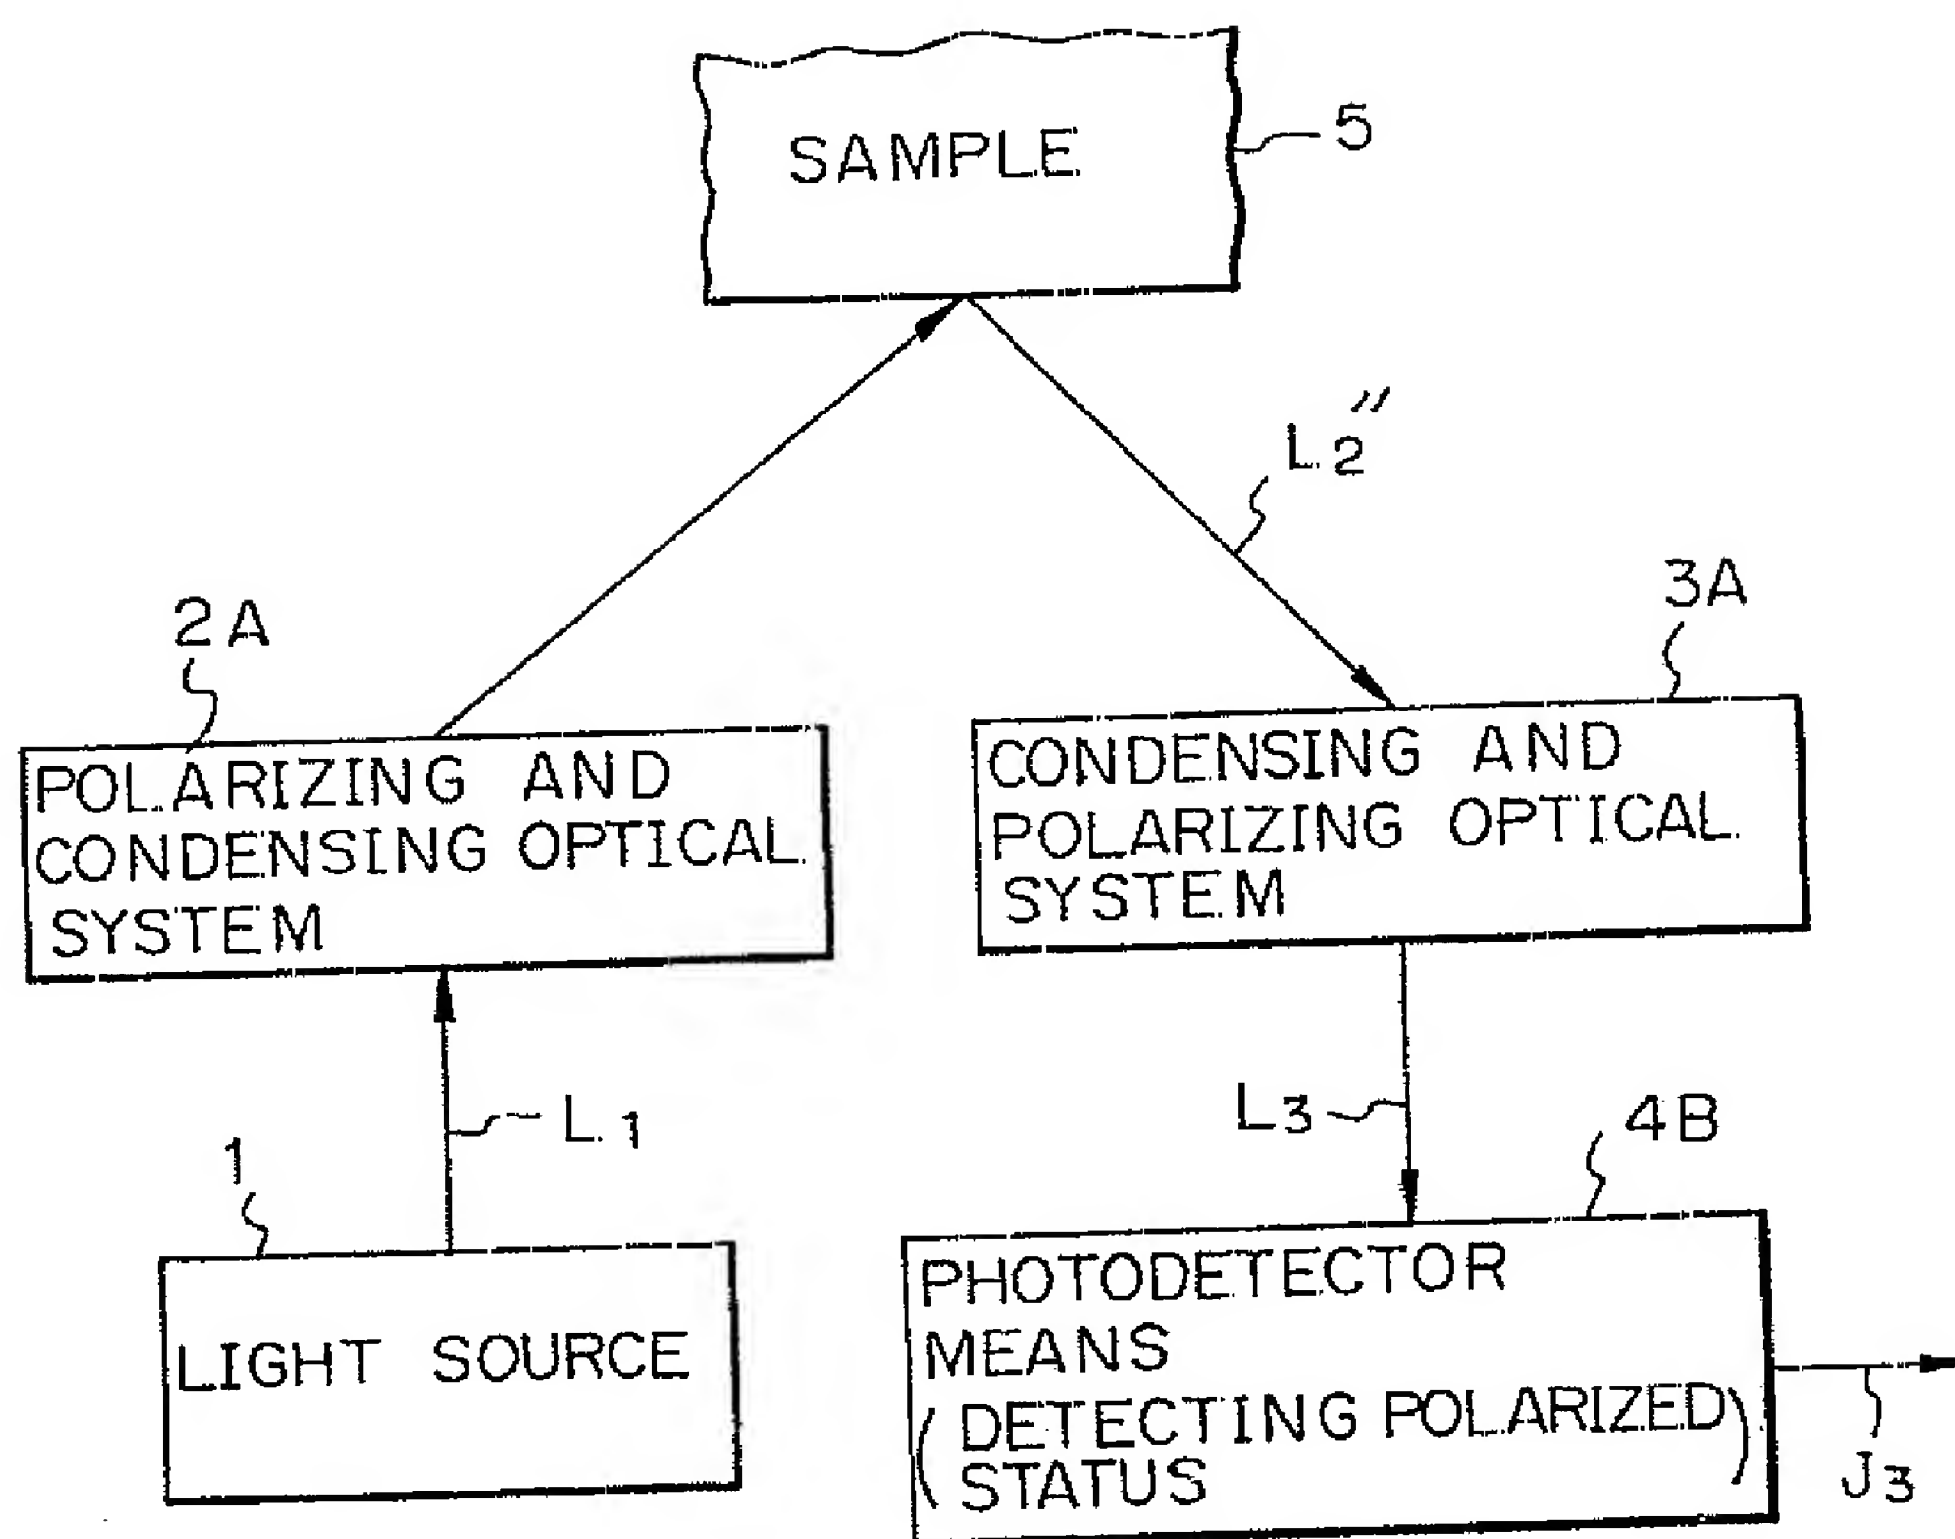 SAMPLE
5
L2"
2A
3A
POLARIZING AND
CONDENSING OPTICAL
SYSTEM
CONDENSING AND
POLARIZING OPTICAL
SYSTEM
L1
L3
1
4B
LIGHT SOURCE
PHOTODETECTOR
MEANS
(DETECTING POLARIZED
STATUS)
J3